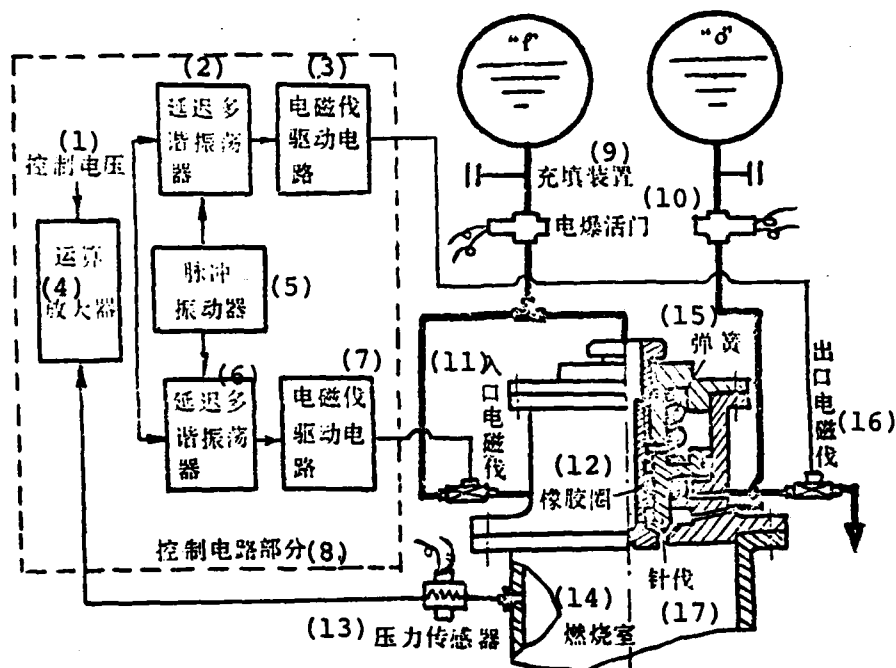 "f"
"o"
(2)
(3)
延迟多
谐振荡
器
电磁伐
驱动电
路
(1)
控制电压
(9)
充填装置
(10)
电爆活门
运算
(4)
放大器
脉冲
振动器
(5)
(6)
延迟多
谐振荡
器
(7)
电磁伐
驱动电
路
(11)
入口电磁伐
(15)
弹簧
出口电磁伐
(16)
(12)
橡胶圈
控制电路部分(8)
针伐
(17)
(13)
压力传感器
(14)
燃烧室